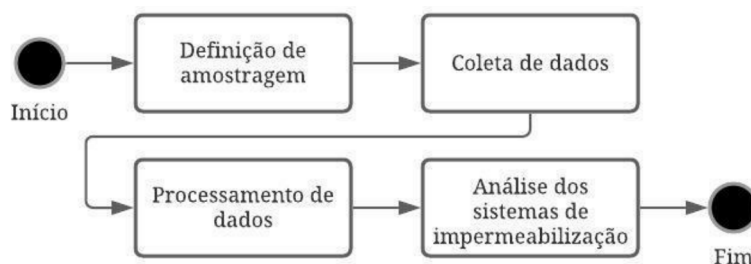 Definição de
amostragem
Coleta de dados
Início
Processamento de
dados
Análise dos
sistemas de
impermeabilização
Fim